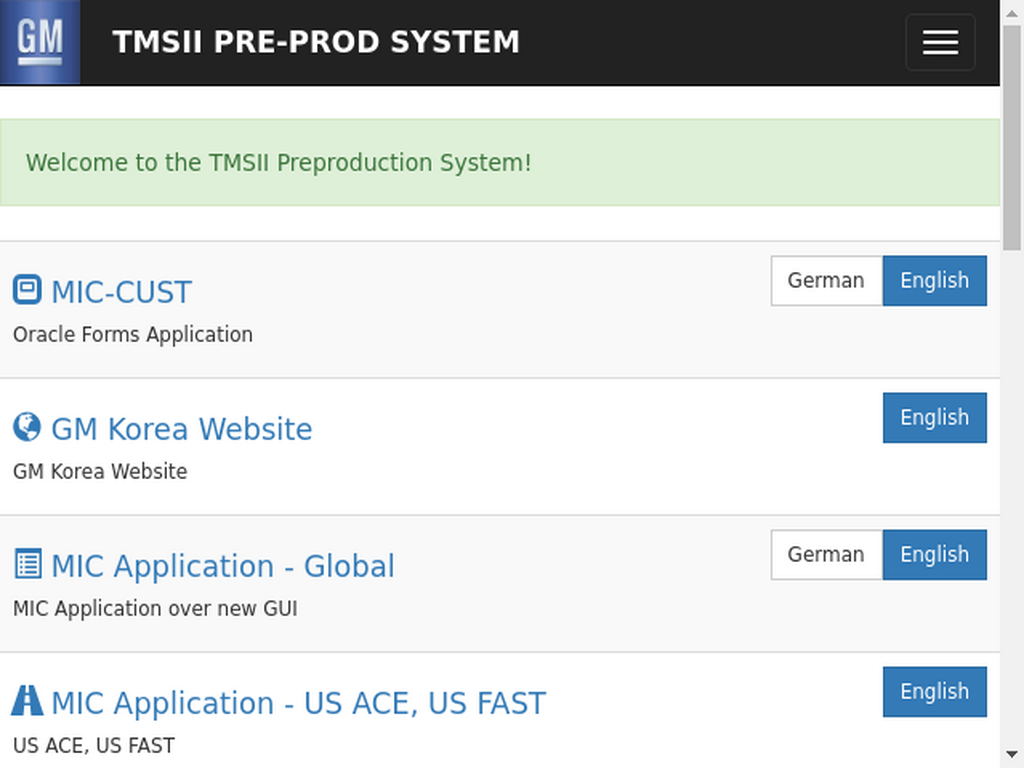 GM
TMSII PRE-PROD SYSTEM
Welcome to the TMSII Preproduction System!
MIC-CUST
German
English
Oracle Forms Application
GM Korea Website
English
GM Korea Website
MIC Application - Global
German
English
MIC Application over new GUI
MIC Application - US ACE, US FAST
English
US ACE, US FAST